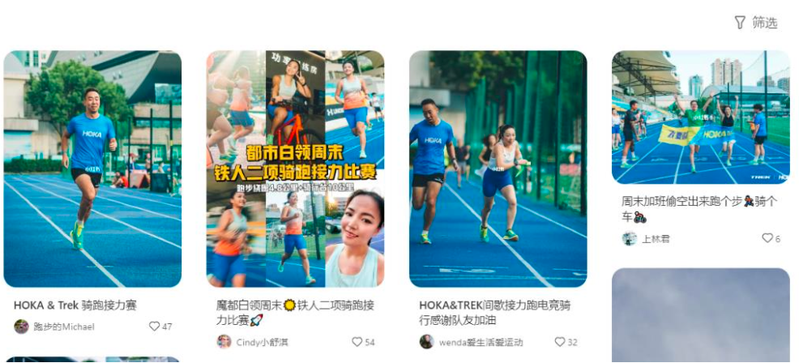 筛选
HOKA
HOKA & Trek 骑跑接力赛
跑步的Michael
47
都市白领周末
铁人二项骑跑接力比赛
魔都白领周末🌞铁人二项骑跑接力比赛🚀
Cindy小舒淇
54
HOKA
HOKA
HOKA&TREK间歇接力跑电竞骑行感谢队友加油
wenda爱生活爱运动
32
HOKA
TREK
HOKA
周末加班偷空出来跑个步🏃骑个车🚴
上林君
6